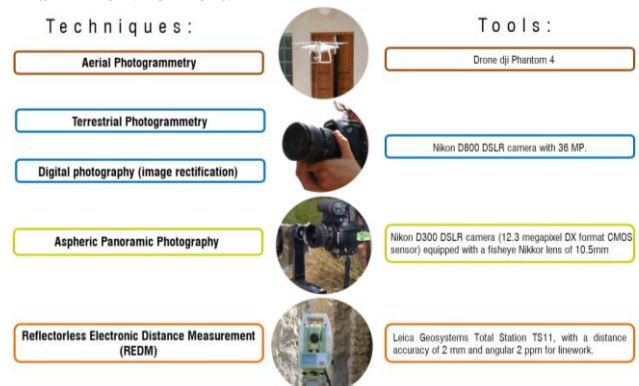 Techniques:
Tools:
Aerial Photogrammetry
Drone dji Phantom 4
Terrestrial Photogrammetry
Digital photography (image rectification)
Nikon D800 DSLR camera with 36 MP.
Aspheric Panoramic Photography
Nikon D300 DSLR camera (12.3 megapixel DX format CMOS
sensor) equipped with a fisheye Nikkor lens of 10.5mm
Reflectorless Electronic Distance Measurement
(REDM)
Leica Geosystems Total Station TS11, with a distance
accuracy of 2 mm and angular 2 ppm for linework.